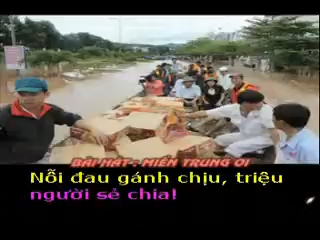 BÀI HÁT : MIỀN TRUNG ƠI
Nỗi đau gánh chịu, triệu
người sẻ chia!